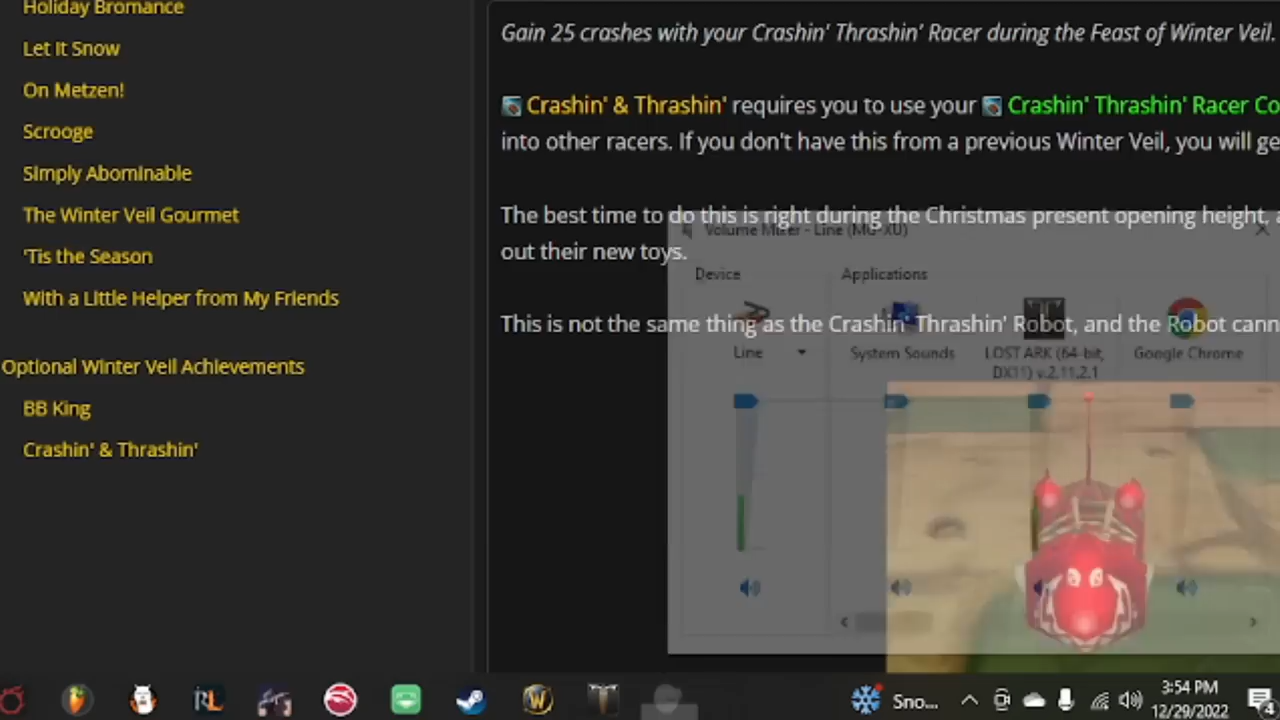 Holiday Bromance
Let It Snow
On Metzen!
Scrooge
Simply Abominable
The Winter Veil Gourmet
'Tis the Season
With a Little Helper from My Friends
Optional Winter Veil Achievements
BB King
Crashin' & Thrashin'
Gain 25 crashes with your Crashin' Thrashin' Racer during the Feast of Winter Veil.
Crashin' & Thrashin' requires you to use your Crashin' Thrashin' Racer Co
into other racers. If you don't have this from a previous Winter Veil, you will ge
The best time to do this is right during the Christmas present opening height,
out their new toys.
This is not the same thing as the Crashin' Thrashin' Robot, and the Robot cann
Volume Mixer - Line (MG-XU)
Device
Applications
Line
System Sounds
LOST ARK (64-bit,
DX11) v.2.11.2.1
Google Chrome
Sno...
3:54 PM
12/29/2022
4